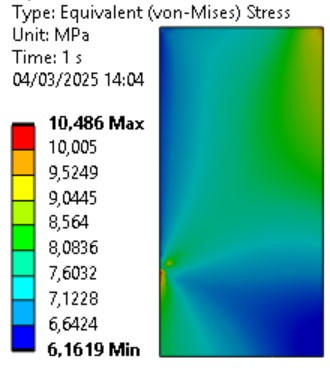 Type: Equivalent (von-Mises) Stress
Unit: MPa
Time: 1 s
04/03/2025 14:04
10,486 Max
10,005
9,5249
9,0445
8,564
8,0836
7,6032
7,1228
6,6424
6,1619 Min